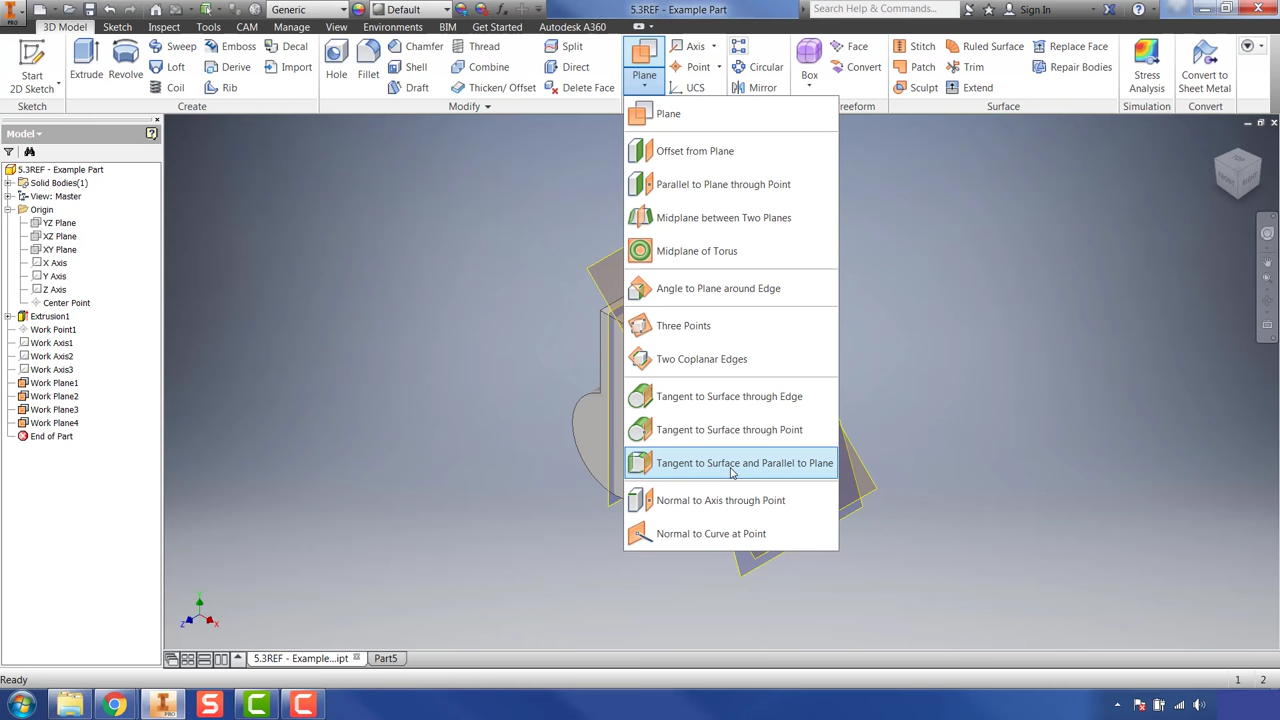 Generic
Default
5.3REF - Example Part
Search Help & Commands...
Sign In
PRO
3D Model
Sketch
Inspect
Tools
CAM
Manage
View
Environments
BIM
Get Started
Autodesk A360
Start
2D Sketch
Sketch
Extrude
Revolve
Sweep
Loft
Coil
Emboss
Derive
Rib
Decal
Import
Create
Hole
Fillet
Chamfer
Shell
Draft
Thread
Combine
Thicken/ Offset
Split
Direct
Delete Face
Modify
Plane
Axis
Point
UCS
Circular
Mirror
Box
Face
Convert
reeform
Stitch
Patch
Sculpt
Ruled Surface
Trim
Extend
Replace Face
Repair Bodies
Surface
Stress
Analysis
Simulation
Convert to
Sheet Metal
Convert
Model
5.3REF - Example Part
Solid Bodies(1)
View: Master
Origin
YZ Plane
XZ Plane
XY Plane
X Axis
Y Axis
Z Axis
Center Point
Extrusion1
Work Point1
Work Axis1
Work Axis2
Work Axis3
Work Plane1
Work Plane2
Work Plane3
Work Plane4
End of Part
Plane
Offset from Plane
Parallel to Plane through Point
Midplane between Two Planes
Midplane of Torus
Angle to Plane around Edge
Three Points
Two Coplanar Edges
Tangent to Surface through Edge
Tangent to Surface through Point
Tangent to Surface and Parallel to Plane
Normal to Axis through Point
Normal to Curve at Point
TOP
FRONT
RIGHT
Y
Z
X
5.3REF - Example...ipt
Part5
1
2